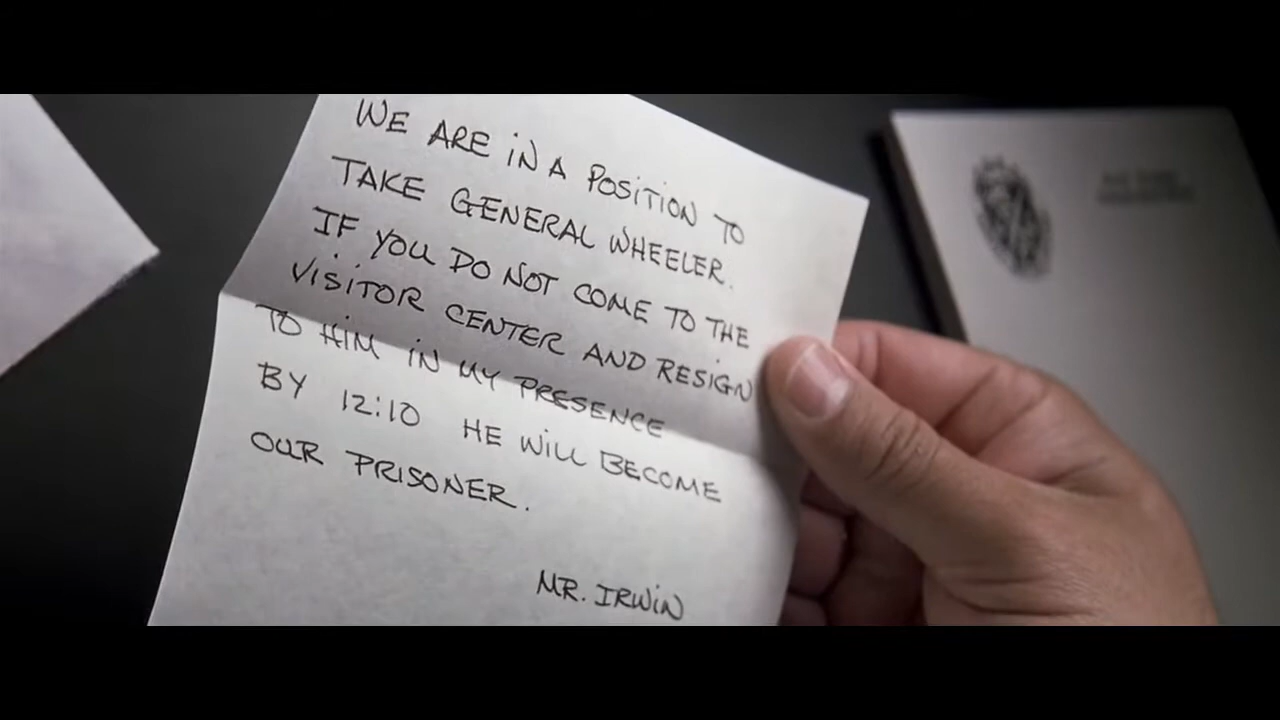 WE ARE IN A POSITION TO
TAKE GENERAL WHEELER.
IF YOU DO NOT COME TO THE
VISITOR CENTER AND RESIGN
TO HIM IN MY PRESENCE
BY 12:10 HE WILL BECOME
OUR PRISONER.
MR. IRWIN